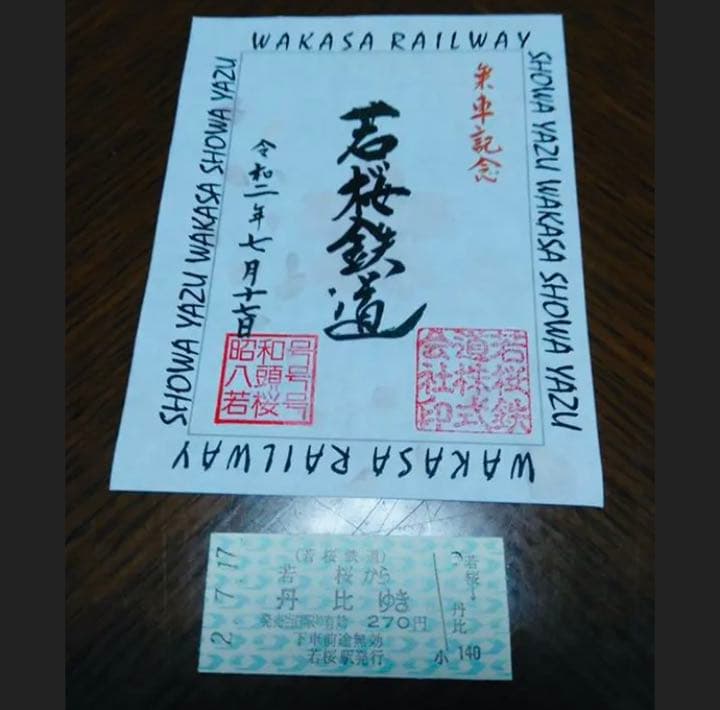 WAKASA RAILWAY
SHOWA YAZU WAKASA SHOWA YAZU
乗車記念
若桜鉄道
令和二年七月十七日
SHOWA YAZU WAKASA SHOWA YAZU
若桜鉄
道株式
会社印
昭和号
八頭号
若桜号
WAKASA RAILWAY
2. 7. 17
(若桜鉄道)
若桜から
丹比ゆき
270円
下車前途無効
若桜駅発行
若桜→丹比
小 140